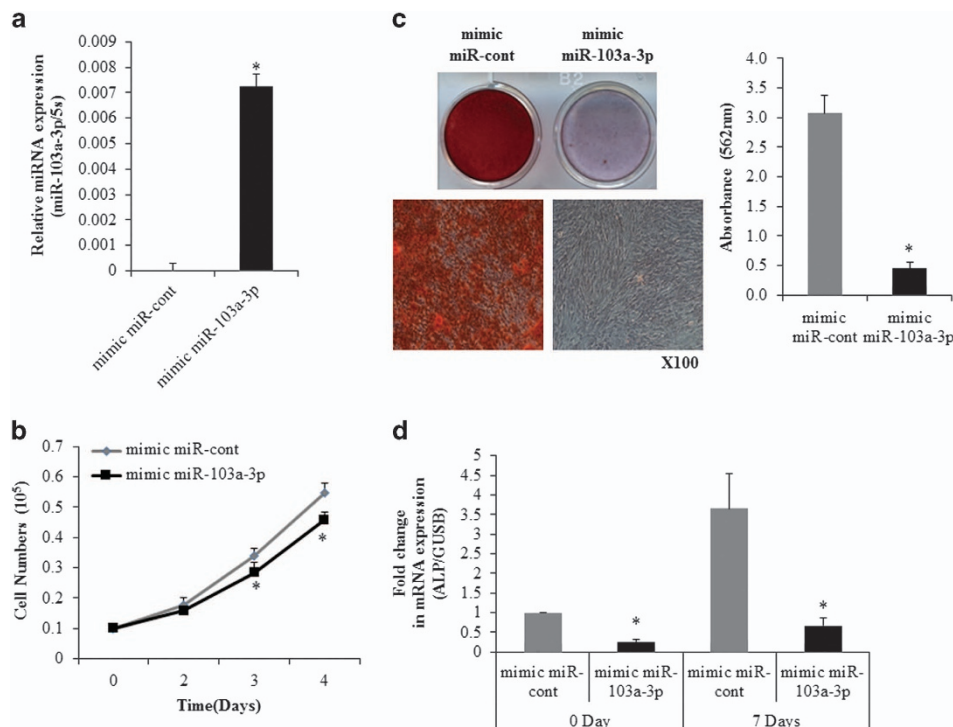 a
Relative miRNA expression
(miR-103a-3p/5s)
0.009
0.008
0.007
0.006
0.005
0.004
0.003
0.002
0.001
0
*
mimic miR-cont
mimic miR-103a-3p
b
mimic miR-cont
mimic miR-103a-3p
Cell Numbers (10⁵)
0.7
0.6
0.5
0.4
0.3
0.2
0.1
*
*
0
2
3
4
Time(Days)
c
mimic
miR-cont
mimic
miR-103a-3p
B2
X100
Absorbance (562nm)
4.0
3.5
3.0
2.5
2.0
1.5
1.0
0.5
0.0
*
mimic
miR-cont
mimic
miR-103a-3p
d
Fold change
in mRNA expression
(ALP/GUSB)
5
4.5
4
3.5
3
2.5
2
1.5
1
0.5
0
*
*
mimic miR-
cont
mimic miR-
103a-3p
mimic miR-
cont
mimic miR-
103a-3p
0 Day
7 Days